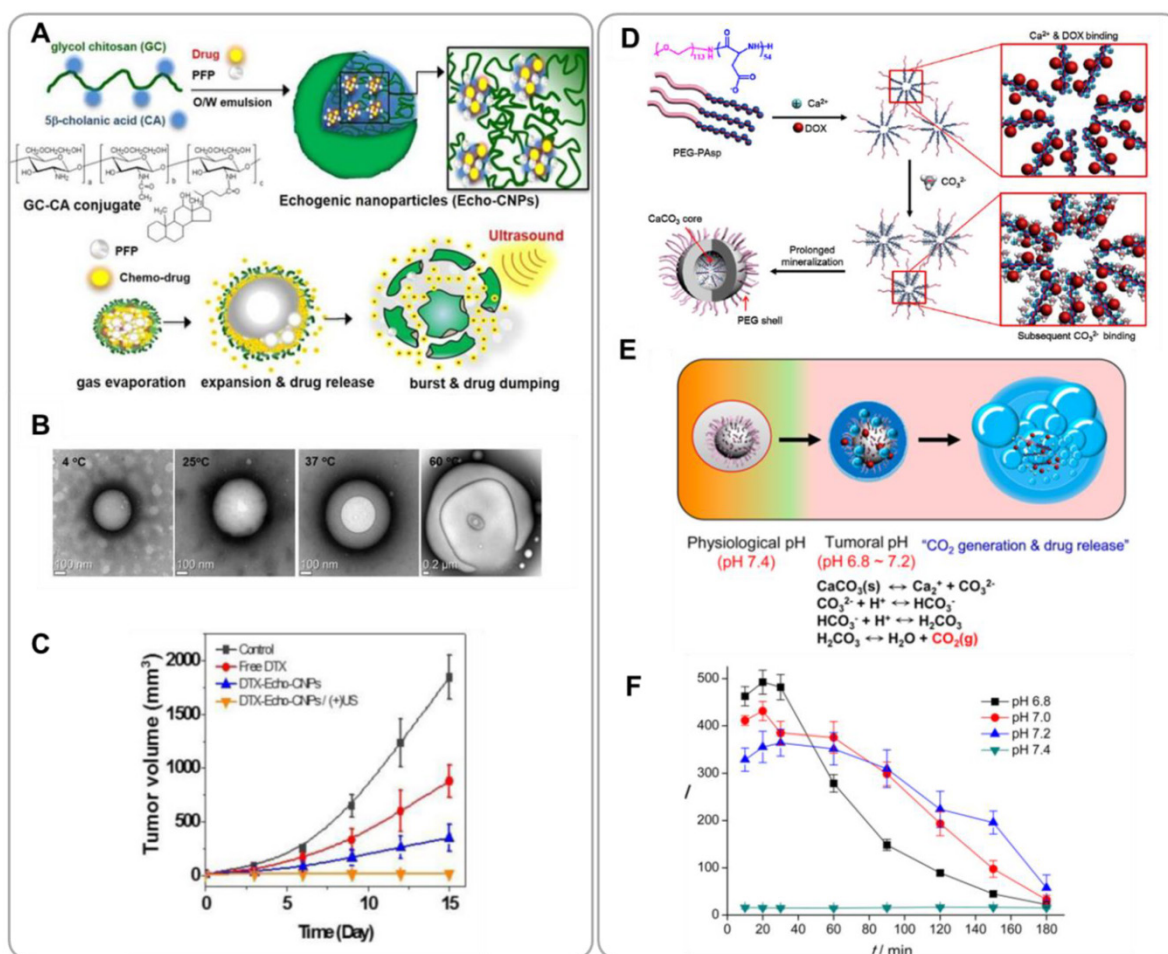 A
glycol chitosan (GC)
5β-cholanic acid (CA)
Drug
PFP
O/W emulsion
Echogenic nanoparticles (Echo-CNPs)
GC-CA conjugate
PFP
Chemo-drug
Ultrasound
gas evaporation
expansion & drug release
burst & drug dumping
B
4 ºC
25ºC
37 ºC
60 ºC
100 nm
100 nm
100 nm
0.2 µm
C
Tumor volume (mm³)
2000
1500
1000
500
0
Control
Free DTX
DTX-Echo-CNPs
DTX-Echo-CNPs / (+)US
0
5
10
15
Time (Day)
D
113
54
PEG-PAsp
Ca²⁺
DOX
Ca²⁺ & DOX binding
CO₃²⁻
CaCO₃ core
PEG shell
Prolonged
mineralization
Subsequent CO₃²⁻ binding
E
Physiological pH
(pH 7.4)
Tumoral pH
(pH 6.8 ~ 7.2)
"CO₂ generation & drug release"
CaCO₃(s) ↔ Ca₂⁺ + CO₃²⁻
CO₃²⁻ + H⁺ ↔ HCO₃⁻
HCO₃⁻ + H⁺ ↔ H₂CO₃
H₂CO₃ ↔ H₂O + CO₂(g)
F
500
400
300
200
100
0
I
pH 6.8
pH 7.0
pH 7.2
pH 7.4
0 20 40 60 80 100 120 140 160 180
t / min